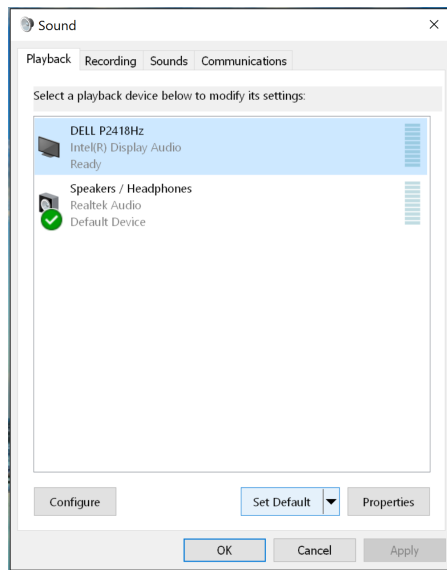 Sound
Playback Recording Sounds Communications
Select a playback device below to modify its settings:
DELL P2418Hz
Intel(R) Display Audio
Ready
Speakers / Headphones
Realtek Audio
Default Device
Configure Set Default Properties
OK Cancel Apply